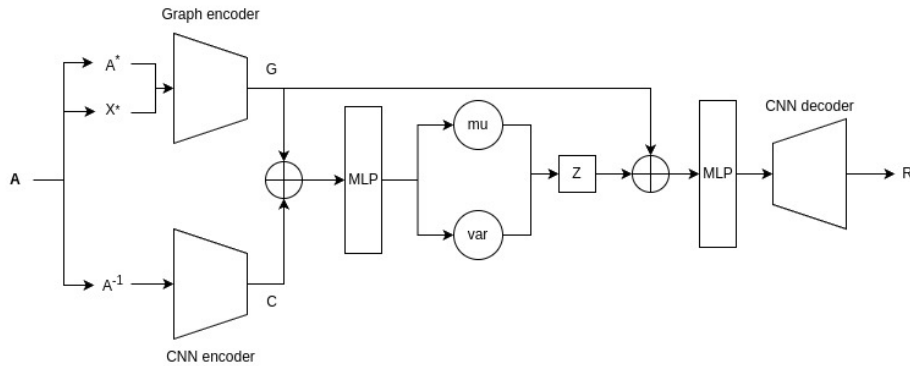 Graph encoder
A*
G
X*
CNN decoder
mu
A
MLP
Z
MLP
R
var
A⁻¹
C
CNN encoder